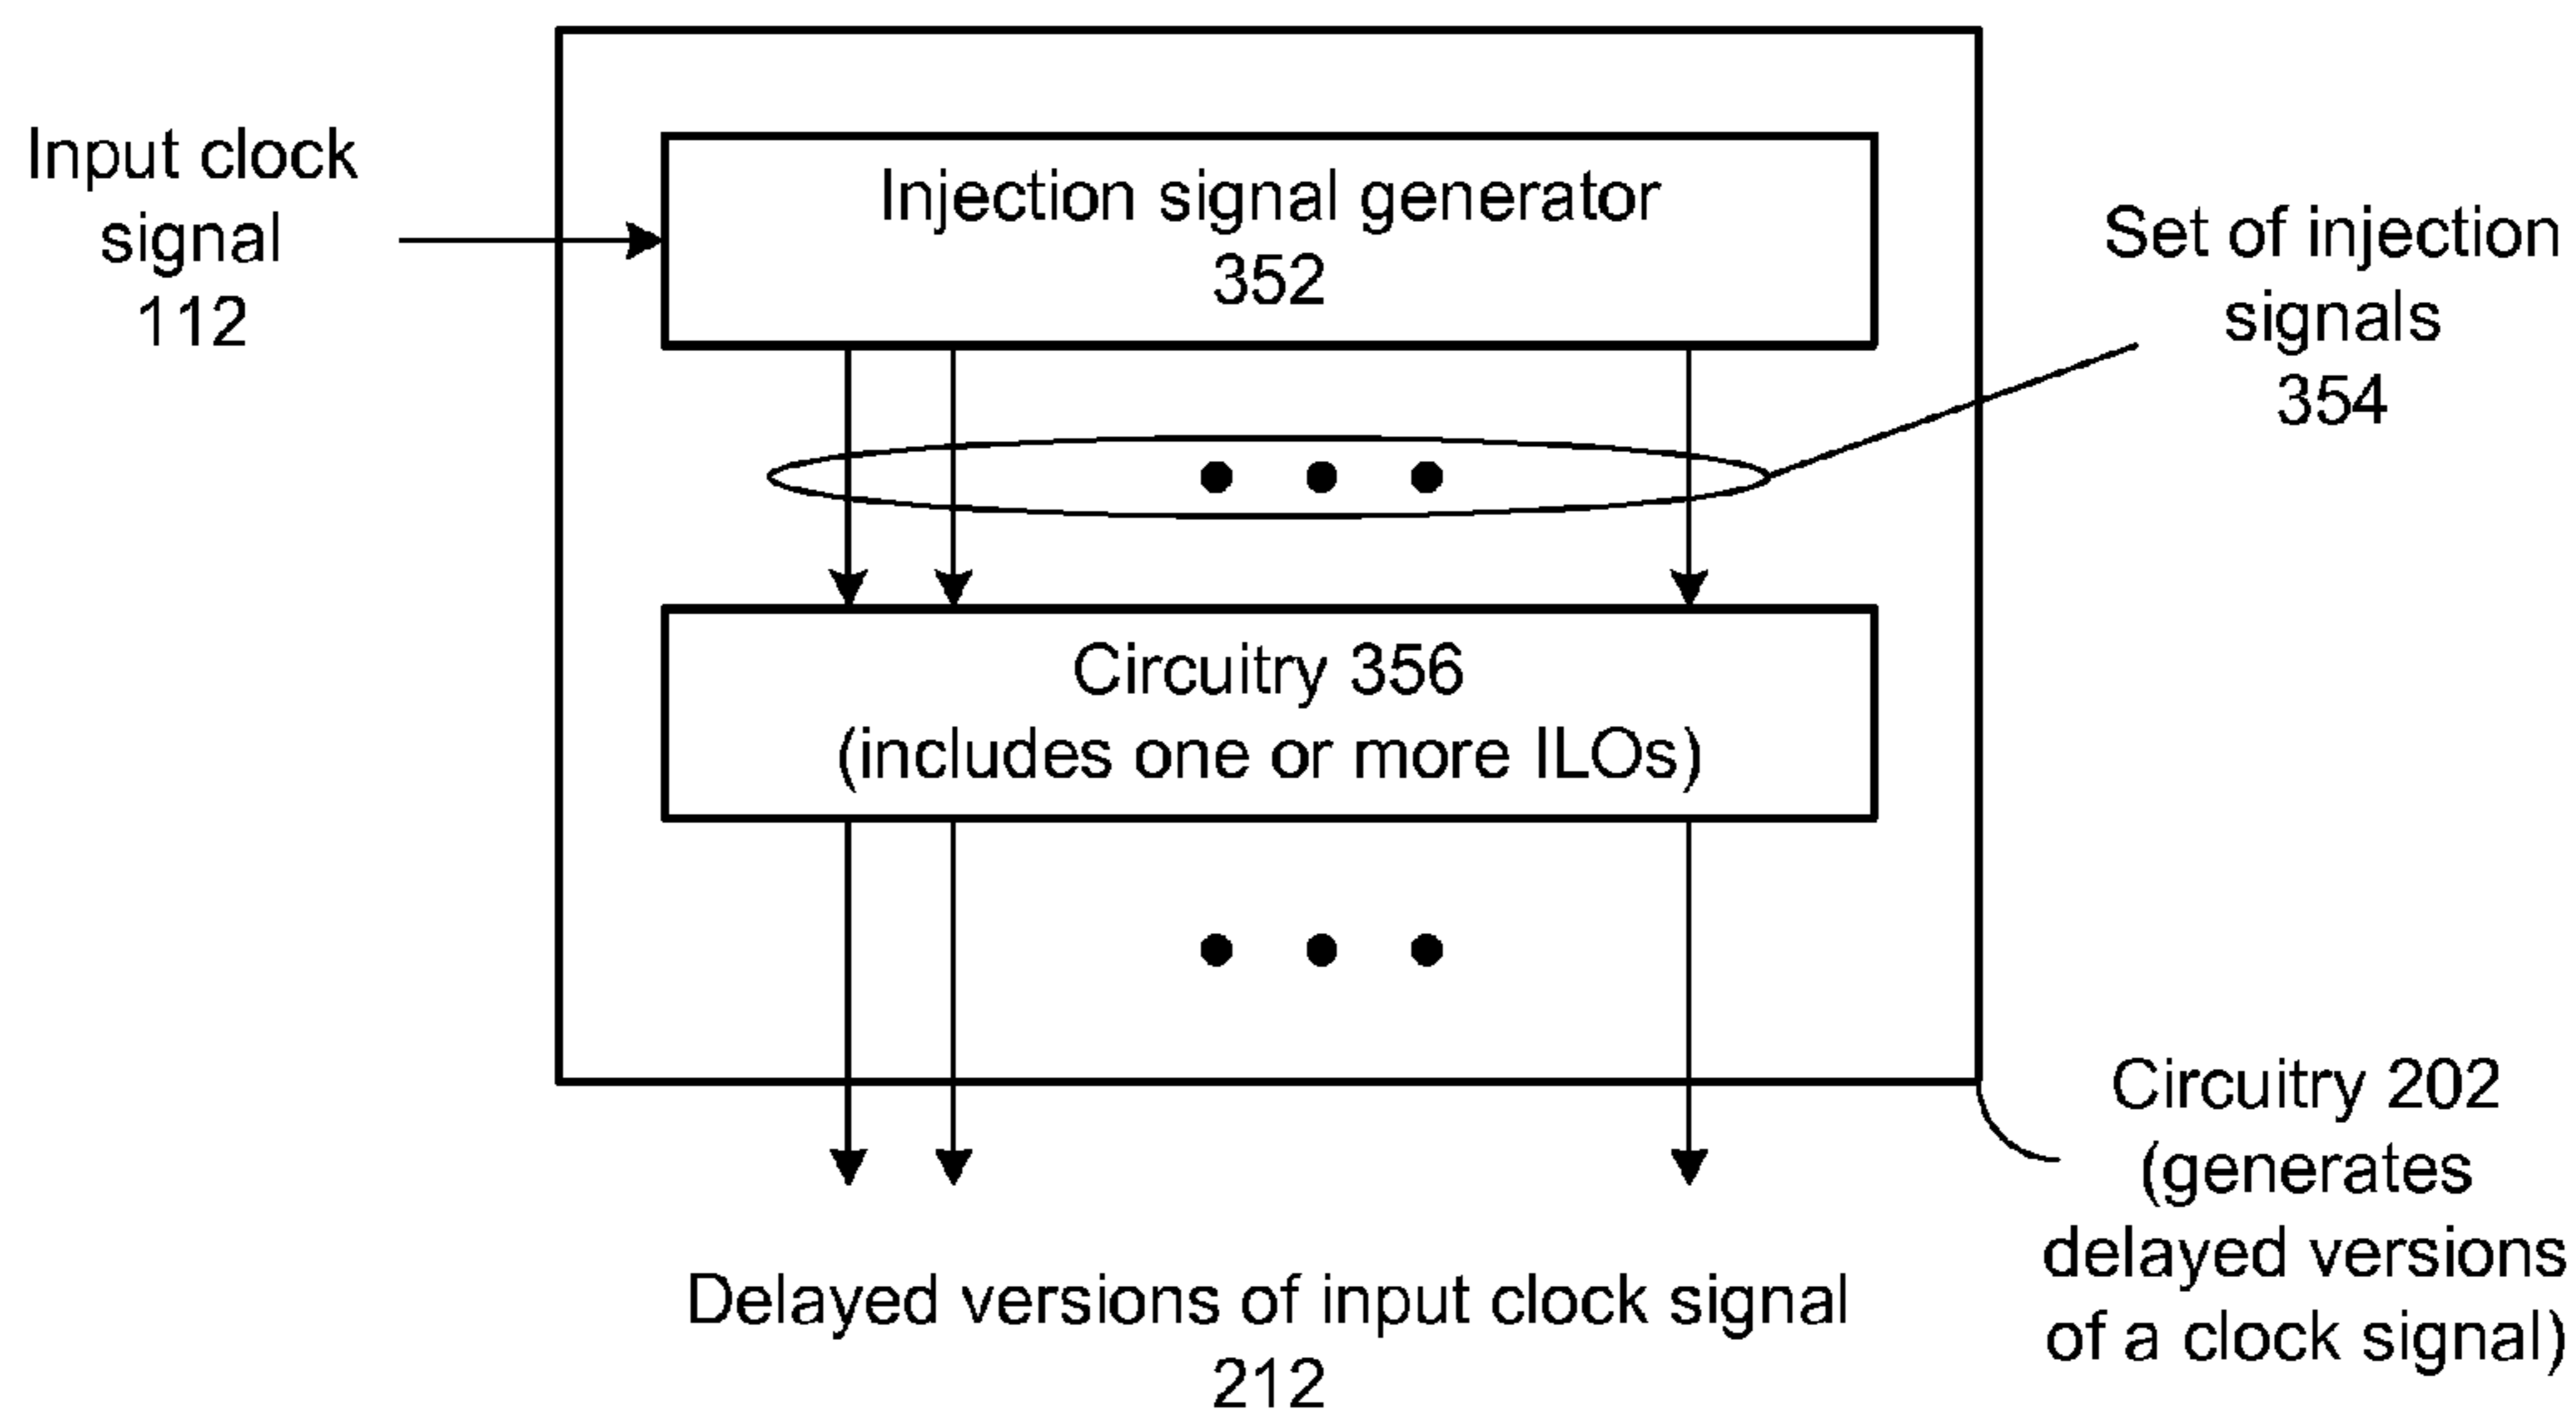 Input clock
signal
112
Injection signal generator
352
Set of injection
signals
354
Circuitry 356
(includes one or more ILOs)
Delayed versions of input clock signal
212
Circuitry 202
(generates
delayed versions
of a clock signal)